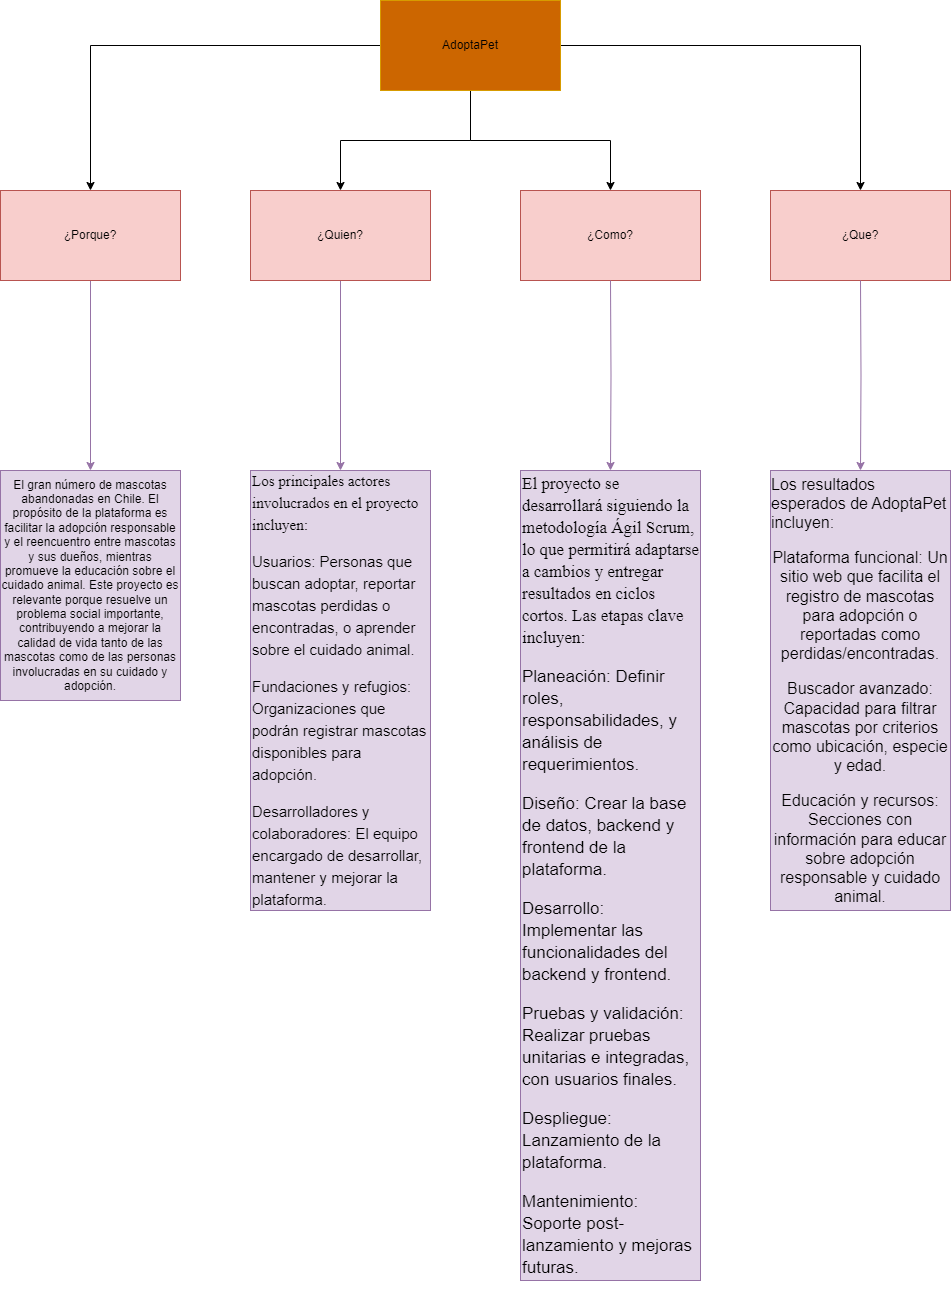 AdoptaPet
¿Porque?
¿Quien?
¿Como?
¿Que?
El gran número de mascotas
abandonadas en Chile. El
propósito de la plataforma es
facilitar la adopción responsable
y el reencuentro entre mascotas
y sus dueños, mientras
promueve la educación sobre el
cuidado animal. Este proyecto es
relevante porque resuelve un
problema social importante,
contribuyendo a mejorar la
calidad de vida tanto de las
mascotas como de las personas
involucradas en su cuidado y
adopción.
Los principales actores
involucrados en el proyecto
incluyen:
Usuarios: Personas que
buscan adoptar, reportar
mascotas perdidas o
encontradas, o aprender
sobre el cuidado animal.
Fundaciones y refugios:
Organizaciones que
podrán registrar mascotas
disponibles para
adopción.
Desarrolladores y
colaboradores: El equipo
encargado de desarrollar,
mantener y mejorar la
plataforma.
El proyecto se
desarrollará siguiendo la
metodología Ágil Scrum,
lo que permitirá adaptarse
a cambios y entregar
resultados en ciclos
cortos. Las etapas clave
incluyen:
Planeación: Definir
roles,
responsabilidades, y
análisis de
requerimientos.
Diseño: Crear la base
de datos, backend y
frontend de la
plataforma.
Desarrollo:
Implementar las
funcionalidades del
backend y frontend.
Pruebas y validación:
Realizar pruebas
unitarias e integradas,
con usuarios finales.
Despliegue:
Lanzamiento de la
plataforma.
Mantenimiento:
Soporte post-
lanzamiento y mejoras
futuras.
Los resultados
esperados de AdoptaPet
incluyen:
Plataforma funcional: Un
sitio web que facilita el
registro de mascotas
para adopción o
reportadas como
perdidas/encontradas.
Buscador avanzado:
Capacidad para filtrar
mascotas por criterios
como ubicación, especie
y edad.
Educación y recursos:
Secciones con
información para educar
sobre adopción
responsable y cuidado
animal.